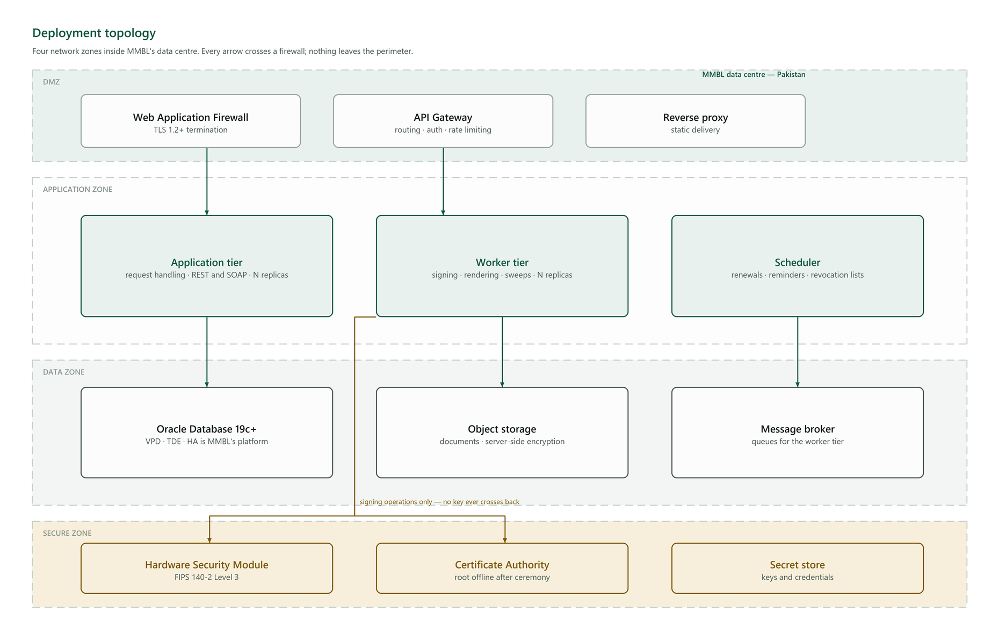 Deployment topology
Four network zones inside MMBL's data centre. Every arrow crosses a firewall; nothing leaves the perimeter.
MMBL data centre — Pakistan
DMZ
Web Application Firewall
TLS 1.2+ termination
API Gateway
routing · auth · rate limiting
Reverse proxy
static delivery
APPLICATION ZONE
Application tier
request handling · REST and SOAP · N replicas
Worker tier
signing · rendering · sweeps · N replicas
Scheduler
renewals · reminders · revocation lists
DATA ZONE
Oracle Database 19c+
VPD · TDE · HA is MMBL's platform
Object storage
documents · server-side encryption
Message broker
queues for the worker tier
signing operations only — no key ever crosses back
SECURE ZONE
Hardware Security Module
FIPS 140-2 Level 3
Certificate Authority
root offline after ceremony
Secret store
keys and credentials